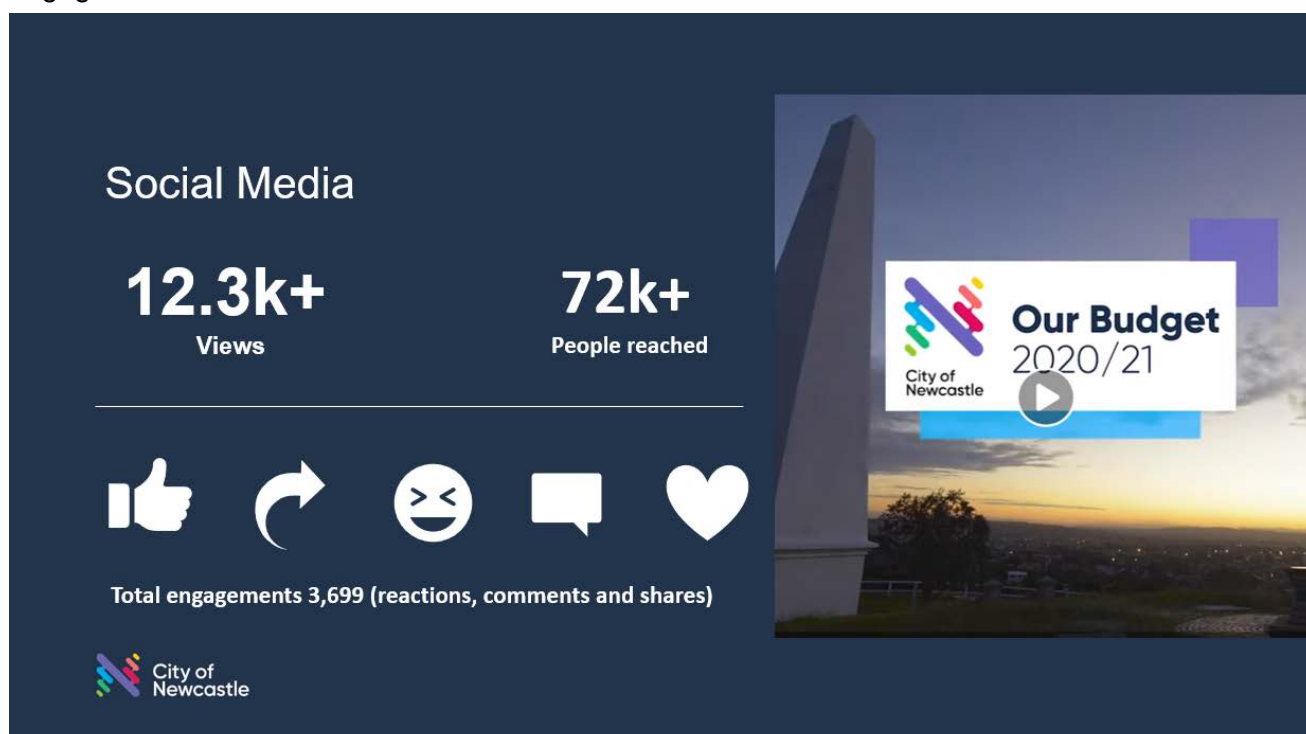 Social Media
12.3k+
Views
72k+
People reached
Total engagements 3,699 (reactions, comments and shares)
City of
Newcastle
Our Budget
2020/21
City of
Newcastle